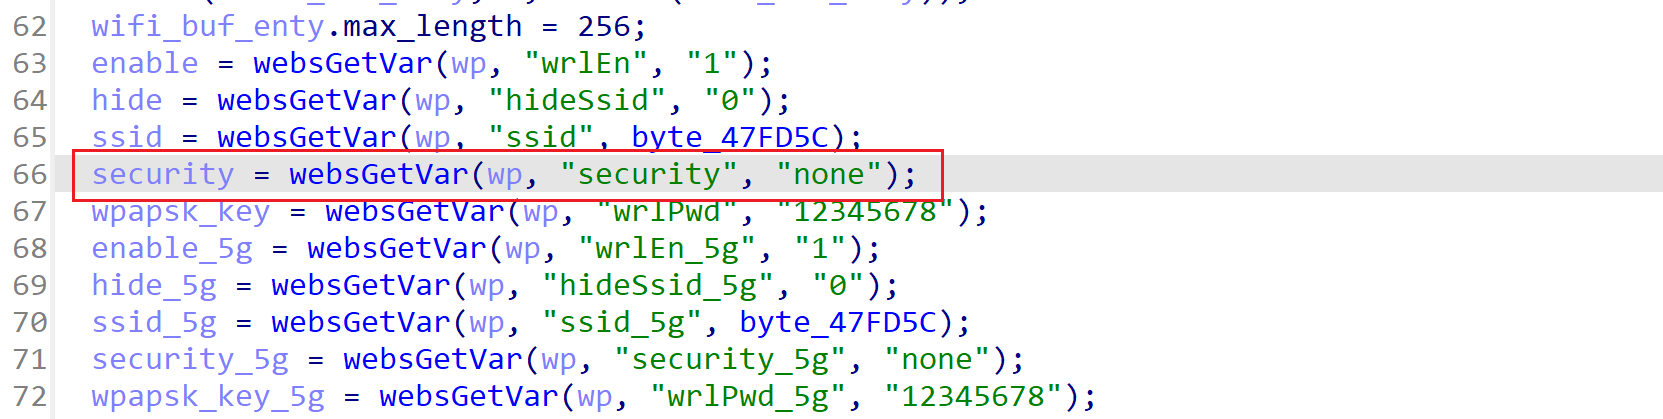 62 wifi_buf_enty.max_length = 256;
63 enable = websGetVar(wp, "wrlEn", "1");
64 hide = websGetVar(wp, "hideSsid", "0");
65 ssid = websGetVar(wp, "ssid", byte_47FD5C);
66 security = websGetVar(wp, "security", "none");
67 wpapsk_key = websGetVar(wp, "wrlPwd", "12345678");
68 enable_5g = websGetVar(wp, "wrlEn_5g", "1");
69 hide_5g = websGetVar(wp, "hideSsid_5g", "0");
70 ssid_5g = websGetVar(wp, "ssid_5g", byte_47FD5C);
71 security_5g = websGetVar(wp, "security_5g", "none");
72 wpapsk_key_5g = websGetVar(wp, "wrlPwd_5g", "12345678");